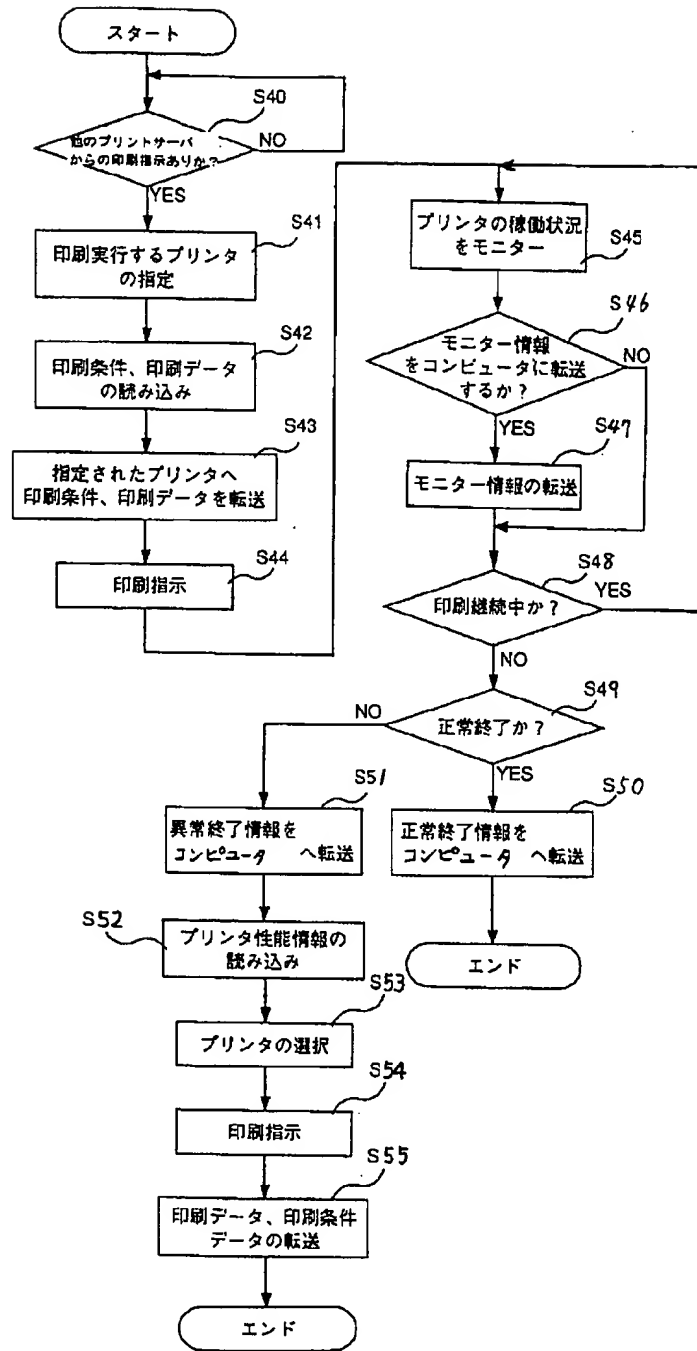 スタート
S40
他のプリントサーバ
からの印刷指示ありか？
NO
YES
S41
印刷実行するプリンタ
の指定
S42
印刷条件、印刷データ
の読み込み
S43
指定されたプリンタへ
印刷条件、印刷データを転送
S44
印刷指示
プリンタの稼働状況
をモニター
S45
S46
モニター情報
をコンピュータに転送
するか？
NO
YES
S47
モニター情報の転送
S48
印刷継続中か？
YES
NO
S49
正常終了か？
NO
YES
S51
異常終了情報を
コンピュータ へ転送
S50
正常終了情報を
コンピュータ へ転送
エンド
S52
プリンタ性能情報の
読み込み
S53
プリンタの選択
S54
印刷指示
S55
印刷データ、印刷条件
データの転送
エンド